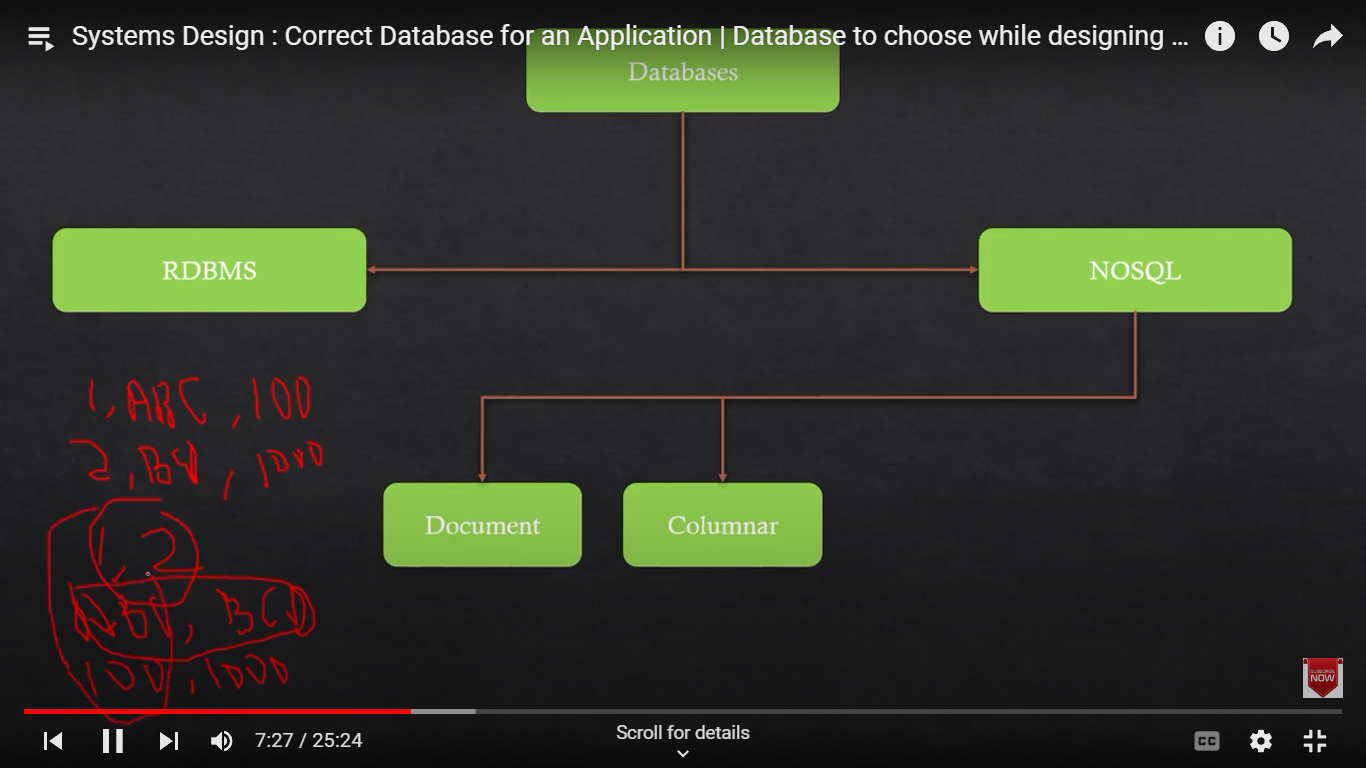 Systems Design : Correct Database for an Application | Database to choose while designing ...
Databases
RDBMS
NOSQL
1, ABC , 100
2, BCD , 1000
Document
Columnar
1, 2
ABC, BCD
100, 1000
SUBSCRIBE
NOW
7:27 / 25:24
Scroll for details
CC